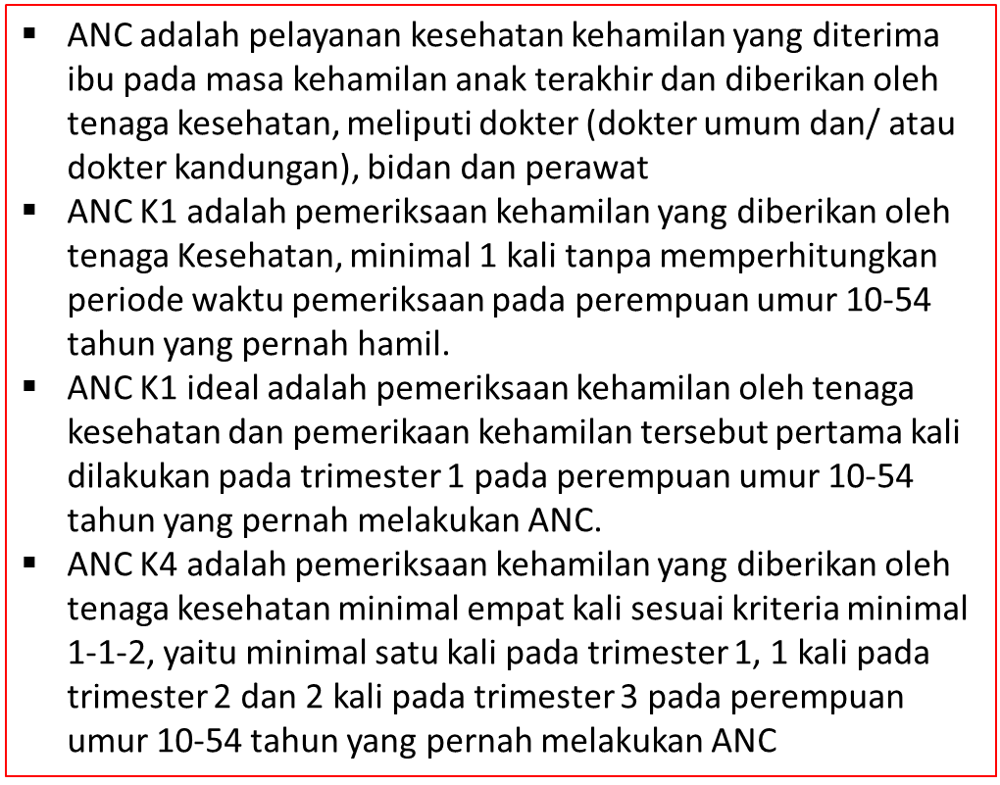 ▪ ANC adalah pelayanan kesehatan kehamilan yang diterima
ibu pada masa kehamilan anak terakhir dan diberikan oleh
tenaga kesehatan, meliputi dokter (dokter umum dan/ atau
dokter kandungan), bidan dan perawat
▪ ANC K1 adalah pemeriksaan kehamilan yang diberikan oleh
tenaga Kesehatan, minimal 1 kali tanpa memperhitungkan
periode waktu pemeriksaan pada perempuan umur 10-54
tahun yang pernah hamil.
▪ ANC K1 ideal adalah pemeriksaan kehamilan oleh tenaga
kesehatan dan pemerikaan kehamilan tersebut pertama kali
dilakukan pada trimester 1 pada perempuan umur 10-54
tahun yang pernah melakukan ANC.
▪ ANC K4 adalah pemeriksaan kehamilan yang diberikan oleh
tenaga kesehatan minimal empat kali sesuai kriteria minimal
1-1-2, yaitu minimal satu kali pada trimester 1, 1 kali pada
trimester 2 dan 2 kali pada trimester 3 pada perempuan
umur 10-54 tahun yang pernah melakukan ANC